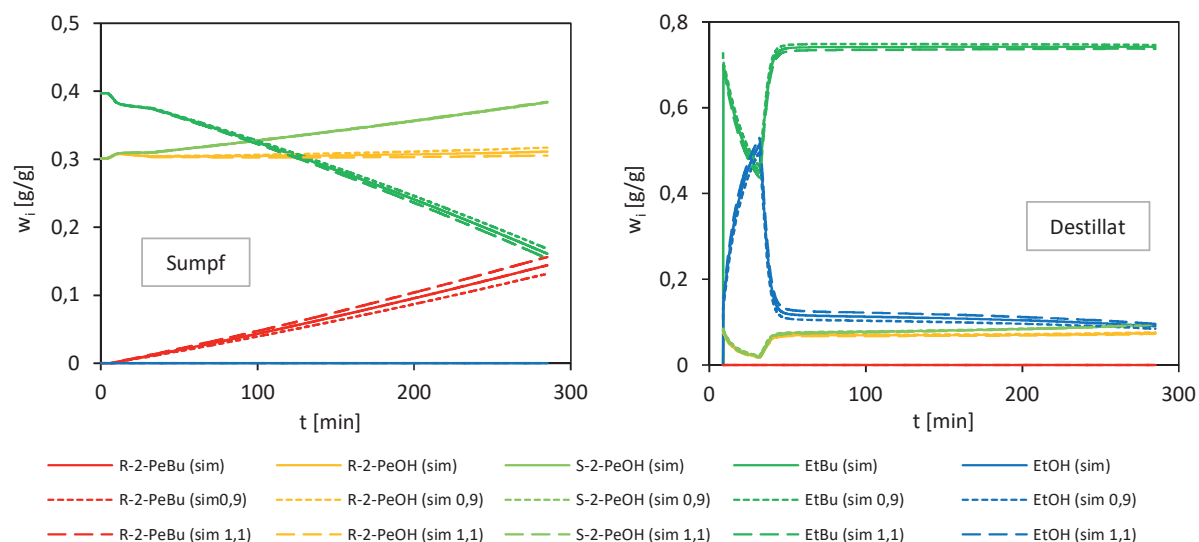 0,5
0,4
0,3
0,2
0,1
0
wᵢ [g/g]
Sumpf
0 100 200 300
t [min]
0,8
0,6
0,4
0,2
0
wᵢ [g/g]
Destillat
0 100 200 300
t [min]
R-2-PeBu (sim) R-2-PeOH (sim) S-2-PeOH (sim) EtBu (sim) EtOH (sim)
R-2-PeBu (sim0,9) R-2-PeOH (sim 0,9) S-2-PeOH (sim 0,9) EtBu (sim 0,9) EtOH (sim 0,9)
R-2-PeBu (sim 1,1) R-2-PeOH (sim 1,1) S-2-PeOH (sim 1,1) EtBu (sim 1,1) EtOH (sim 1,1)